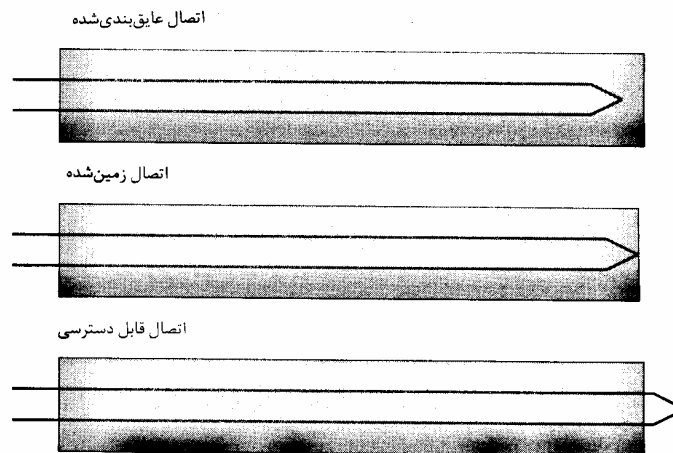 اتصال عایق‌بندی‌شده
اتصال زمین‌شده
اتصال قابل دسترسی